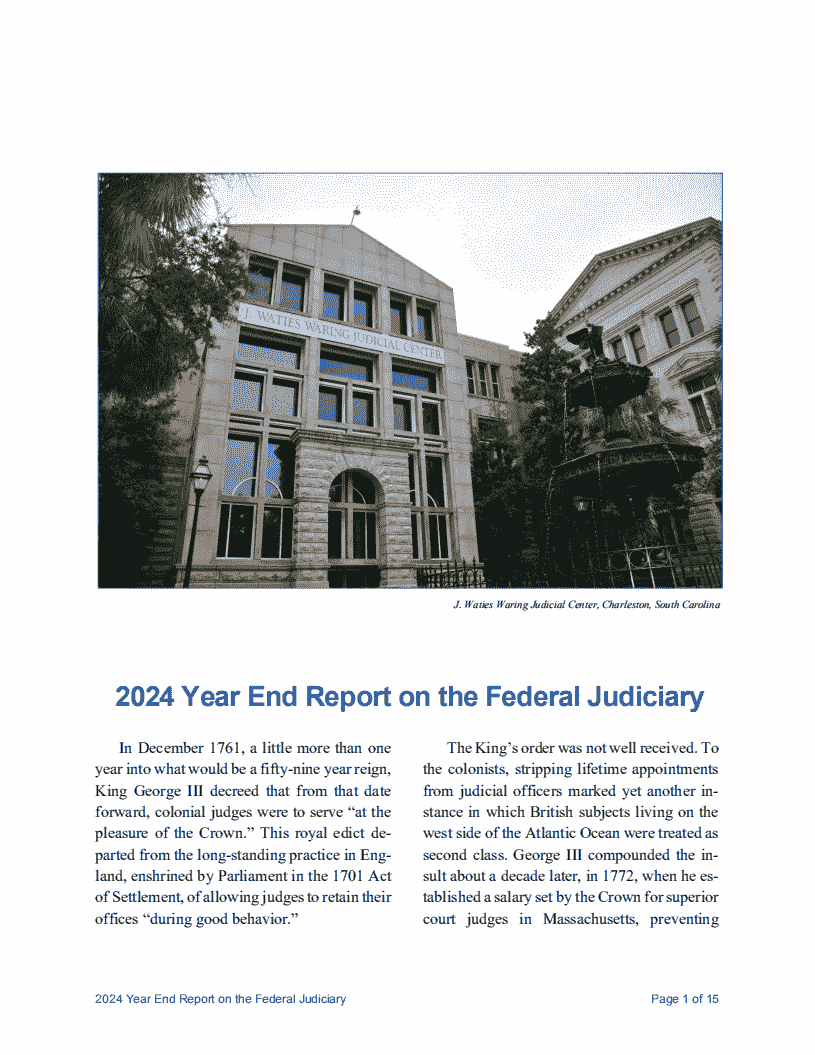 J. WATIES WARING JUDICIAL CENTER
J. Waties Waring Judicial Center, Charleston, South Carolina
2024 Year End Report on the Federal Judiciary
In December 1761, a little more than one
year into what would be a fifty-nine year reign,
King George III decreed that from that date
forward, colonial judges were to serve “at the
pleasure of the Crown.” This royal edict de-
parted from the long-standing practice in Eng-
land, enshrined by Parliament in the 1701 Act
of Settlement, of allowing judges to retain their
offices “during good behavior.”
The King’s order was not well received. To
the colonists, stripping lifetime appointments
from judicial officers marked yet another in-
stance in which British subjects living on the
west side of the Atlantic Ocean were treated as
second class. George III compounded the in-
sult about a decade later, in 1772, when he es-
tablished a salary set by the Crown for superior
court judges in Massachusetts, preventing
2024 Year End Report on the Federal Judiciary
Page 1 of 15